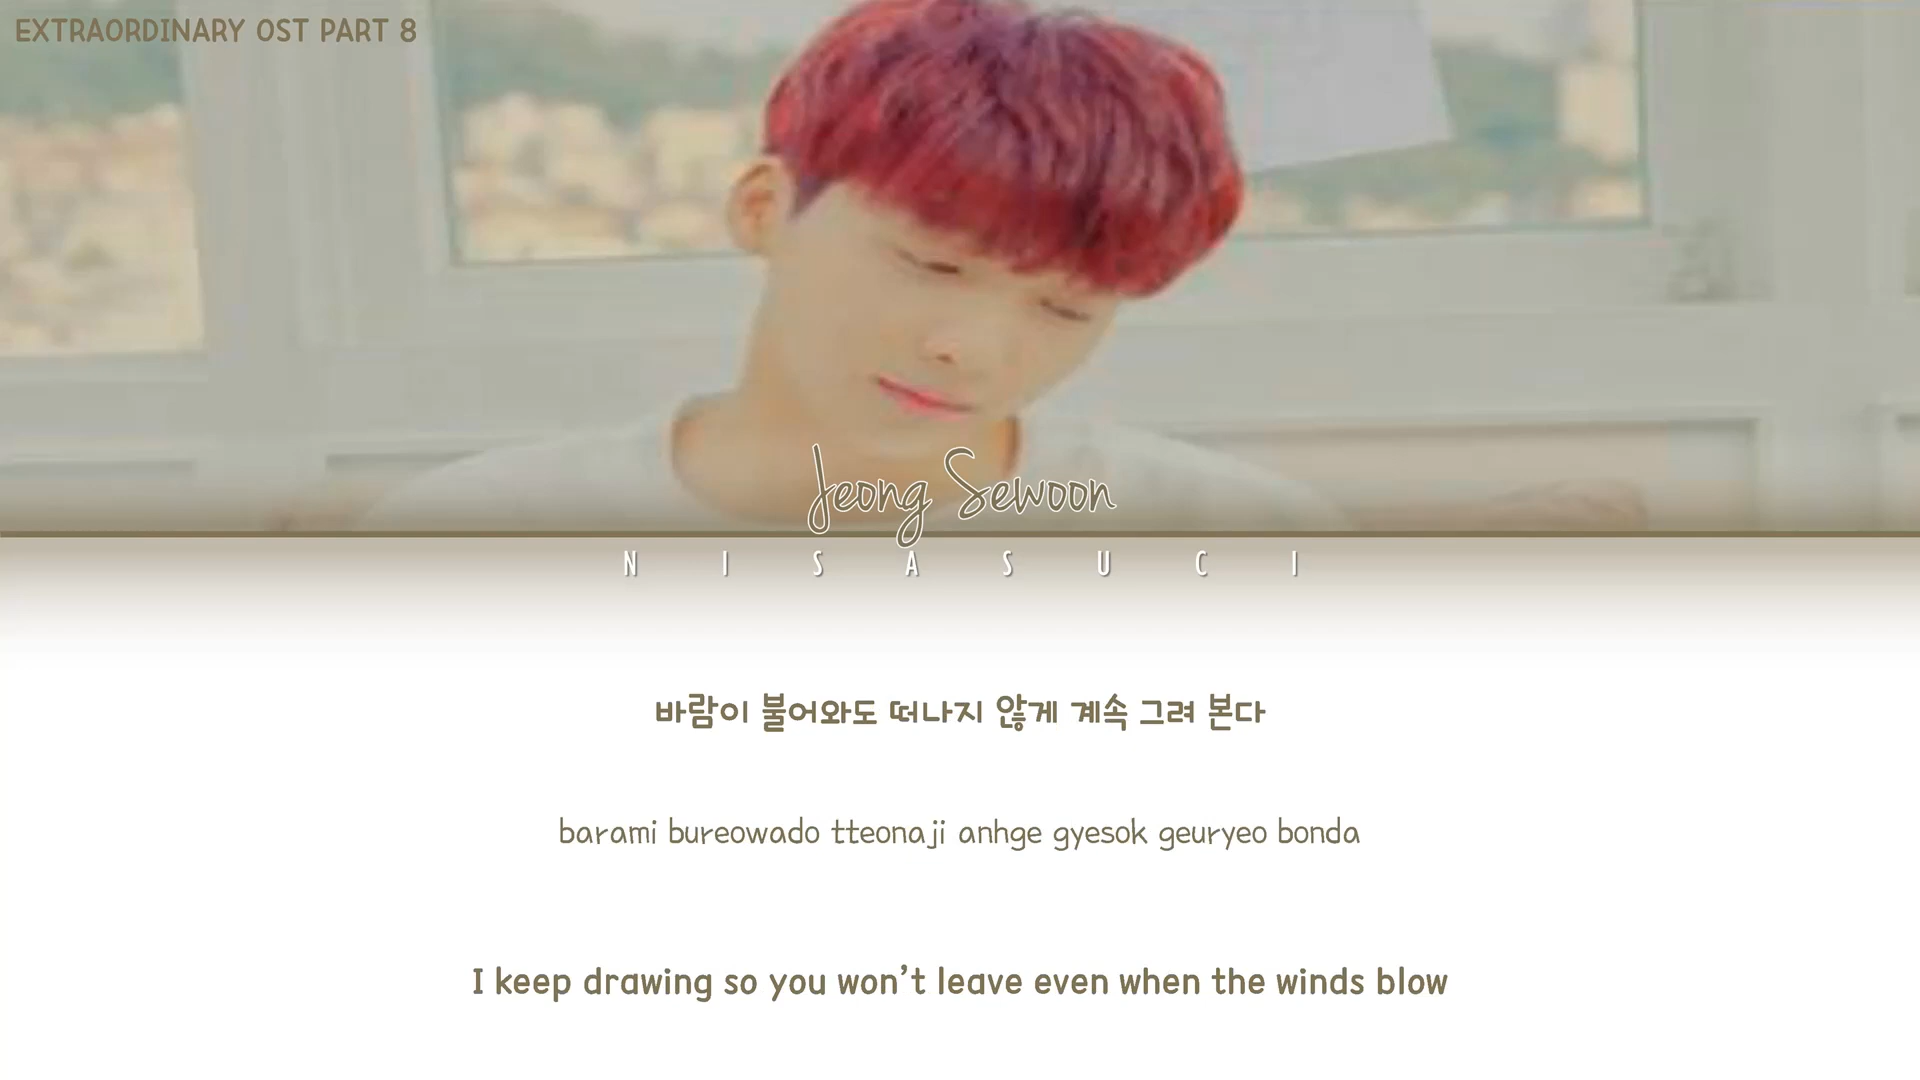 EXTRAORDINARY OST PART 8
Jeong Sewoon
NISASUCI
바람이 불어와도 떠나지 않게 계속 그려 본다
barami bureowado tteonaji anhge gyesok geuryeo bonda
I keep drawing so you won’t leave even when the winds blow